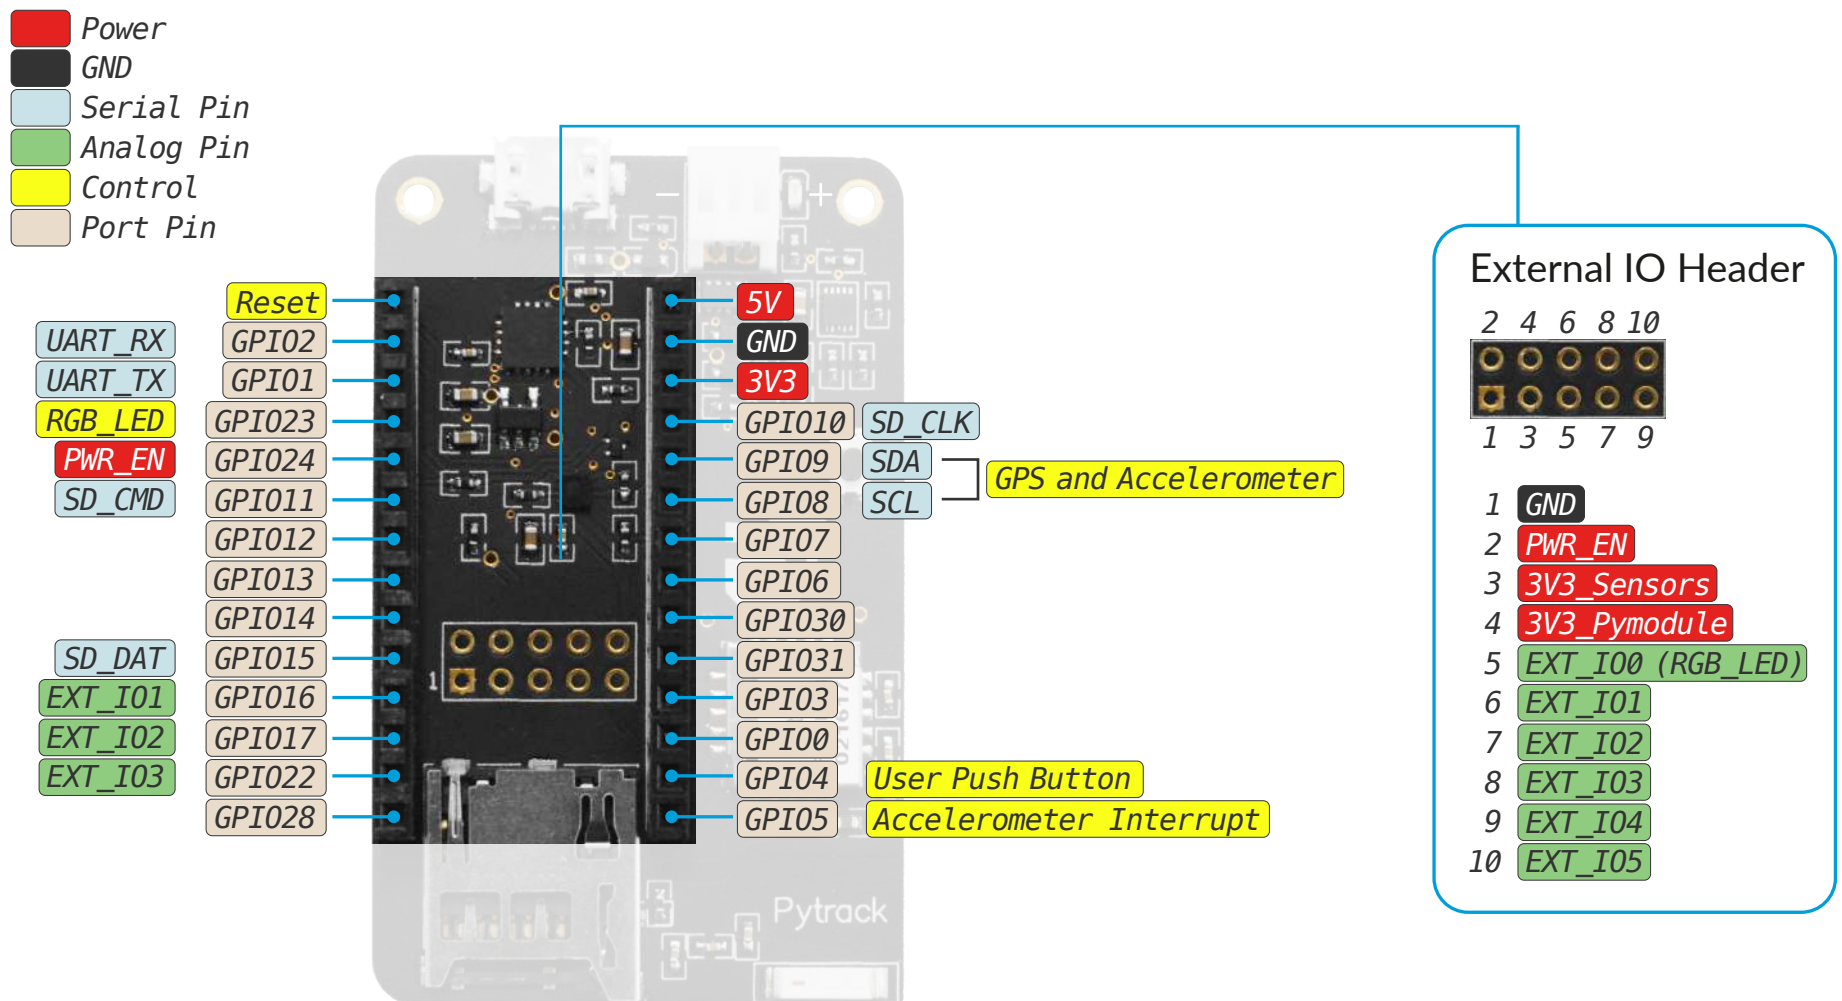 Power
GND
Serial Pin
Analog Pin
Control
Port Pin
− +
Reset 5V
UART_RX GPIO2 GND
UART_TX GPIO1 3V3
RGB_LED GPIO23 GPIO10 SD_CLK
PWR_EN GPIO24 GPIO9 SDA
GPS and Accelerometer
SD_CMD GPIO11 GPIO8 SCL
GPIO12 GPIO7
GPIO13 GPIO6
GPIO14 GPIO30
SD_DAT GPIO15 GPIO31
1
EXT_IO1 GPIO16 GPIO3
EXT_IO2 GPIO17 GPIO0
EXT_IO3 GPIO22 GPIO4 User Push Button
GPIO28 GPIO5 Accelerometer Interrupt
Pytrack
External IO Header
2 4 6 8 10
1 3 5 7 9
1 GND
2 PWR_EN
3 3V3_Sensors
4 3V3_Pymodule
5 EXT_IO0 (RGB_LED)
6 EXT_IO1
7 EXT_IO2
8 EXT_IO3
9 EXT_IO4
10 EXT_IO5